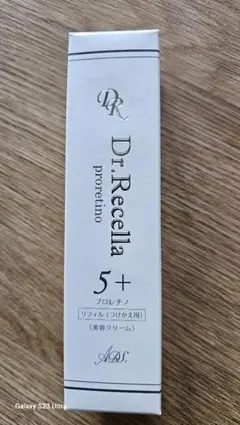 DR
Dr.Recella
proretino
5+
プロレチノ
リフィル(つけかえ用)
(美容クリーム)
ADS.
Galaxy S23 Ultra